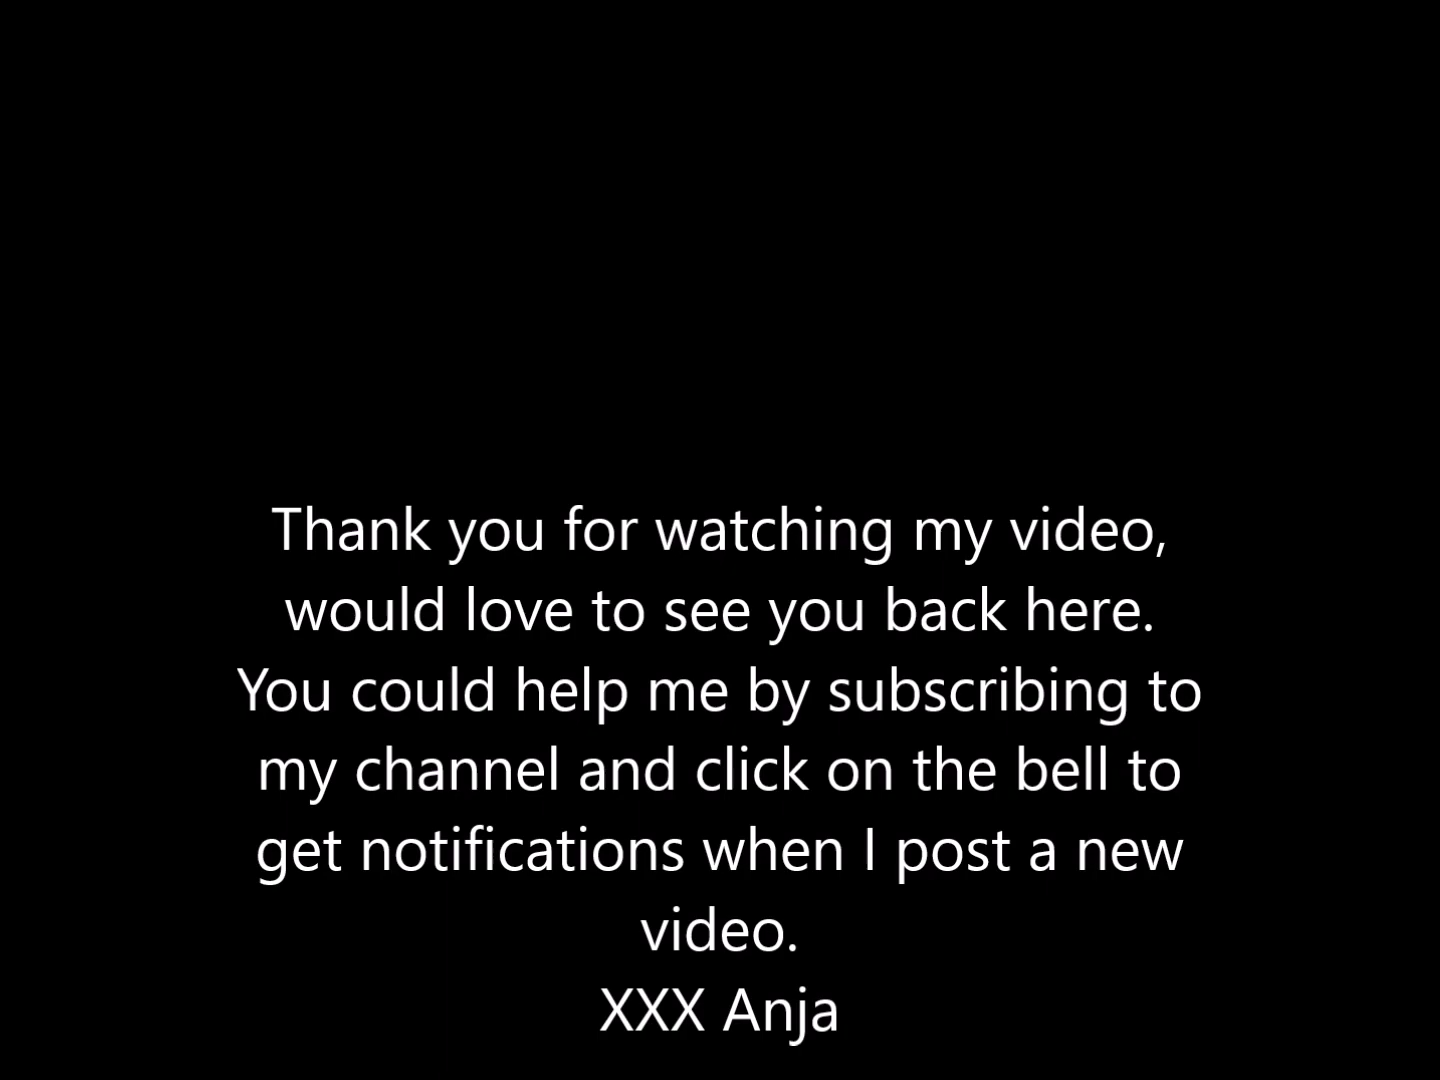 Thank you for watching my video,
would love to see you back here.
You could help me by subscribing to
my channel and click on the bell to
get notifications when I post a new
video.
XXX Anja